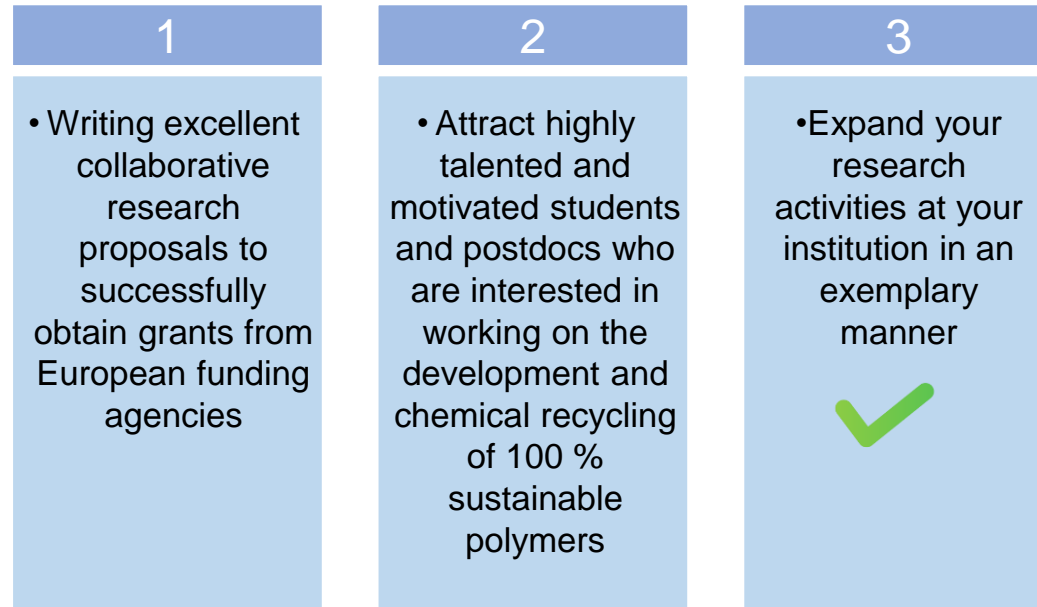 1
• Writing excellent
collaborative
research
proposals to
successfully
obtain grants from
European funding
agencies
2
• Attract highly
talented and
motivated students
and postdocs who
are interested in
working on the
development and
chemical recycling
of 100 %
sustainable
polymers
3
•Expand your
research
activities at your
institution in an
exemplary
manner